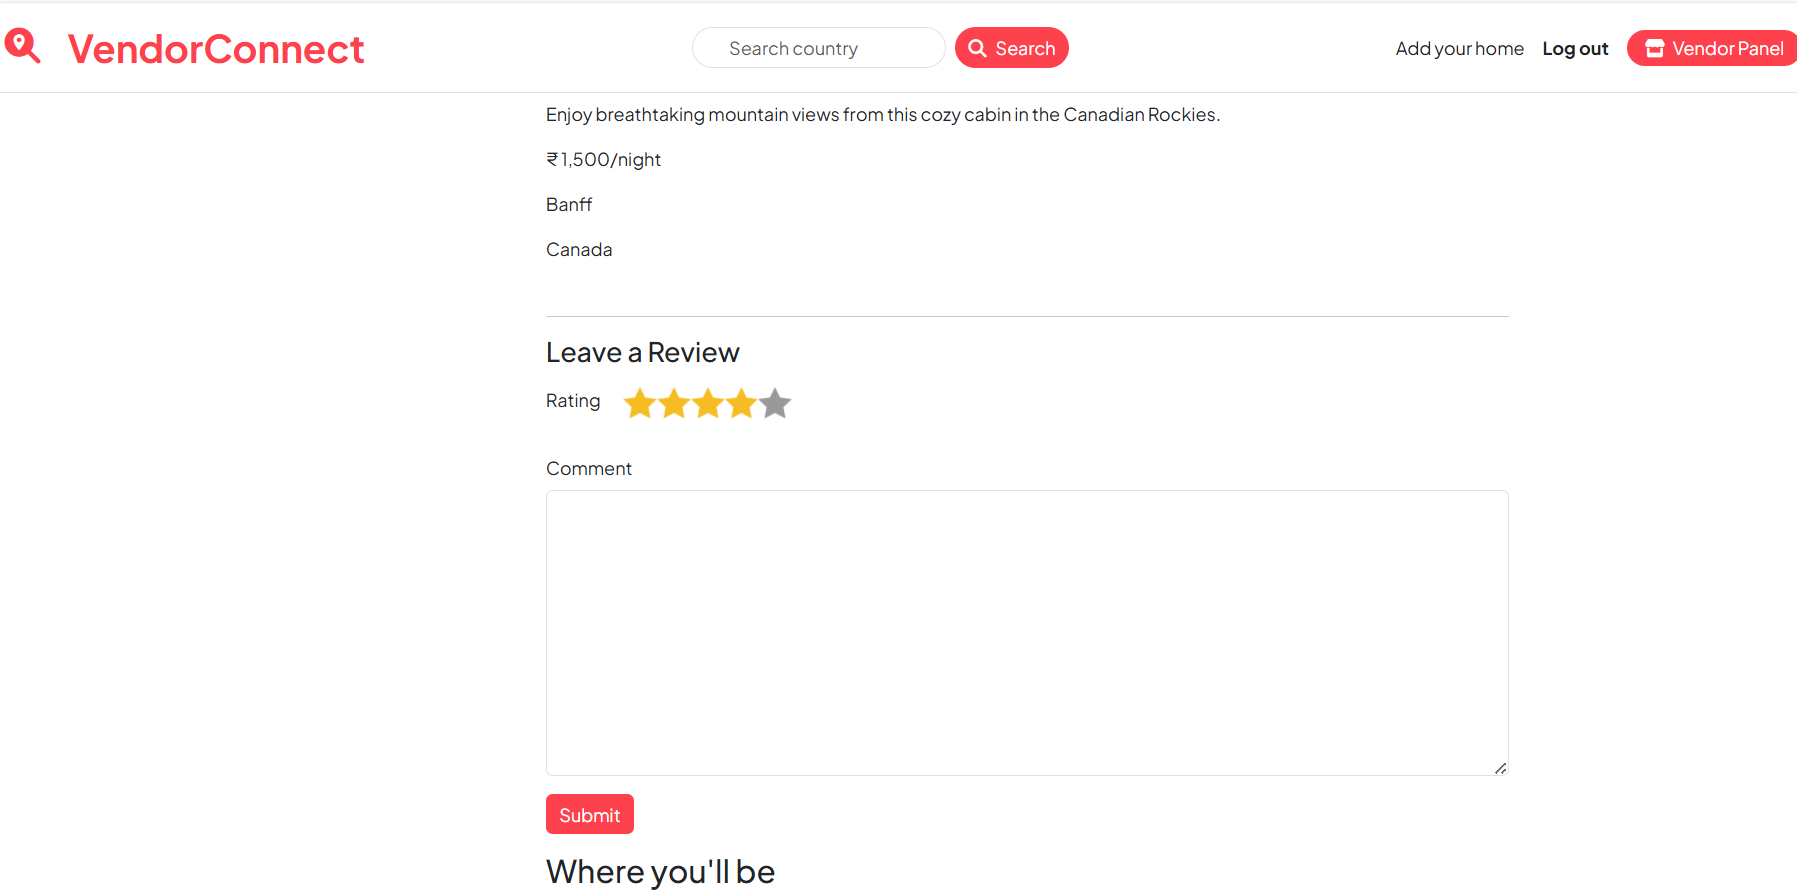 VendorConnect
Search country
Search
Add your home
Log out
Vendor Panel
Enjoy breathtaking mountain views from this cozy cabin in the Canadian Rockies.
₹ 1,500/night
Banff
Canada
Leave a Review
Rating
Comment
Submit
Where you'll be